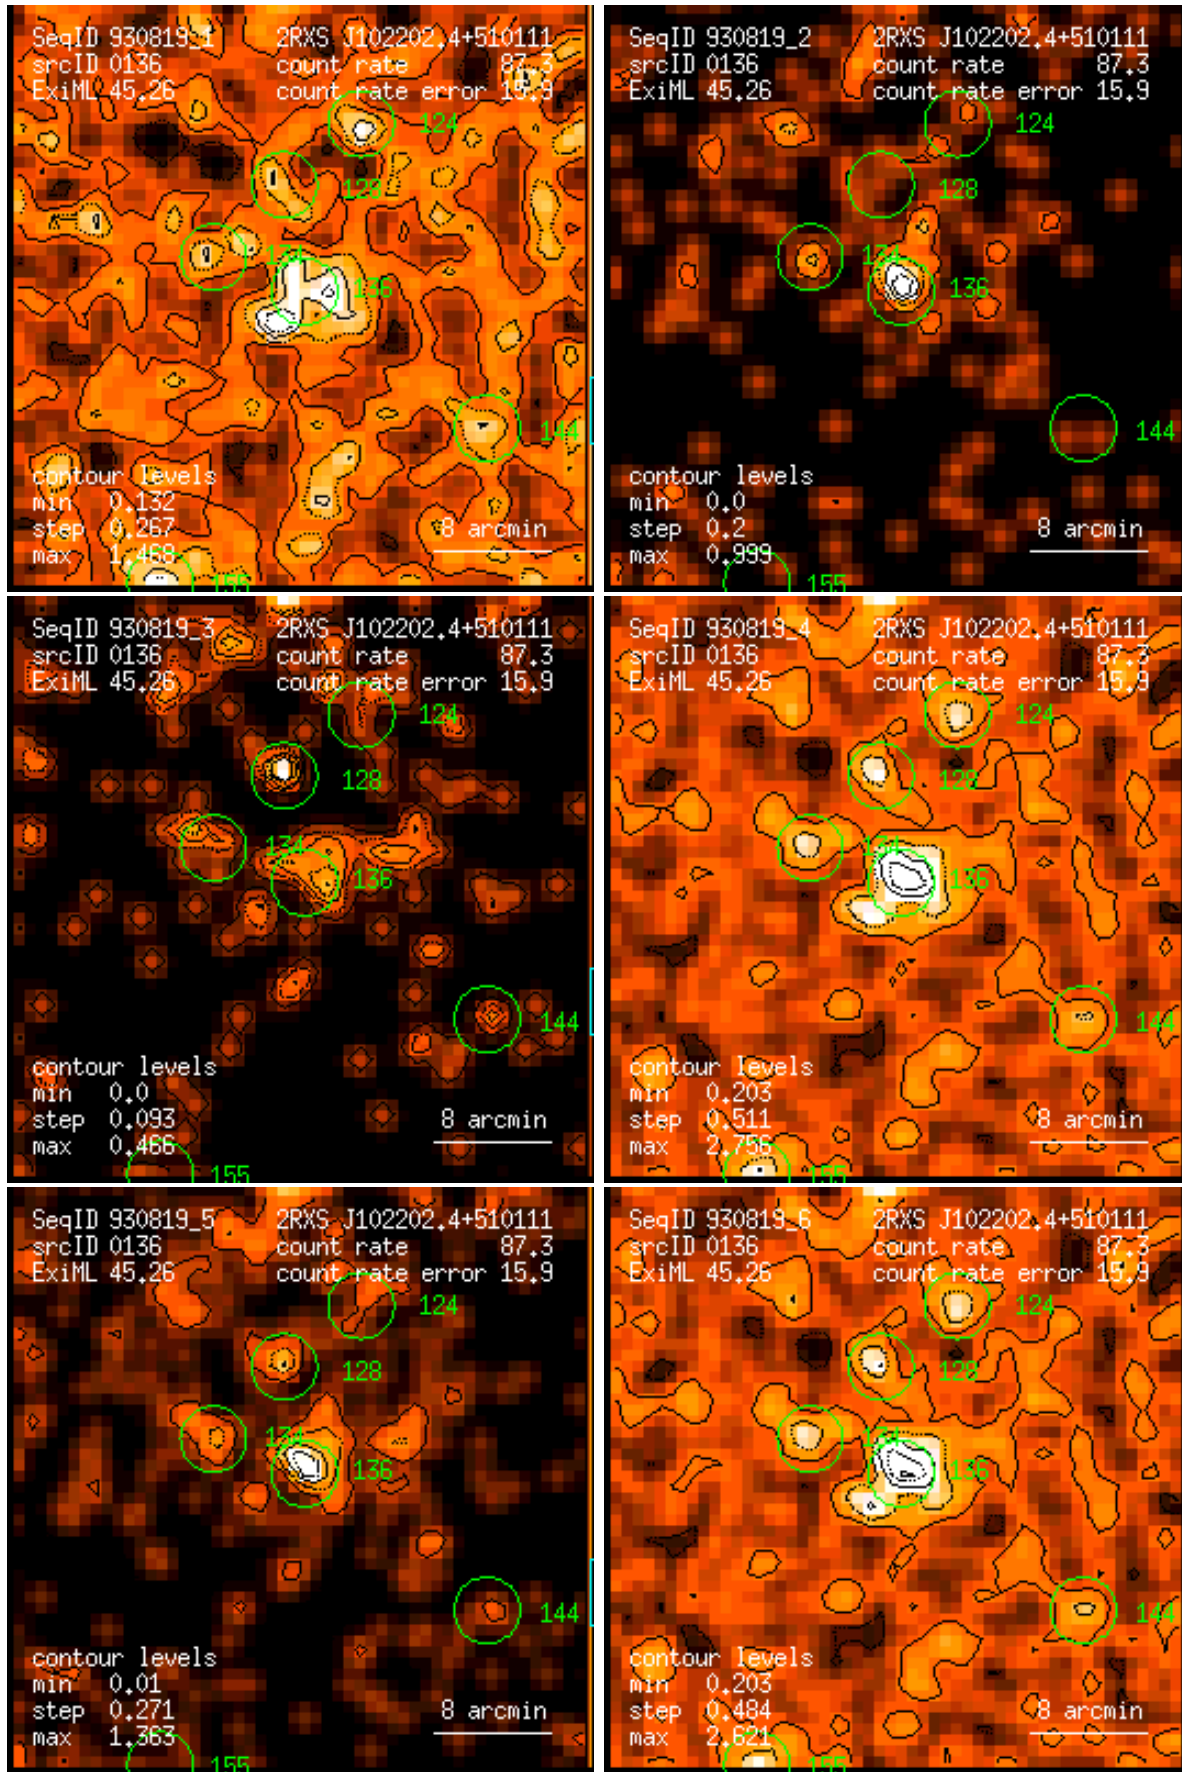 SeqID 930819_1 2RXS J102202.4+510111
srcID 0136 count rate 87.3
ExiML 45.26 count rate error 15.9
124
128
134
136
144
contour levels
min 0.132
step 0.267
max 1.468
8 arcmin
155
SeqID 930819_2 2RXS J102202.4+510111
srcID 0136 count rate 87.3
ExiML 45.26 count rate error 15.9
124
128
134
136
144
contour levels
min 0.0
step 0.2
max 0.999
8 arcmin
155
SeqID 930819_3 2RXS J102202.4+510111
srcID 0136 count rate 87.3
ExiML 45.26 count rate error 15.9
124
128
134
136
144
contour levels
min 0.0
step 0.093
max 0.466
8 arcmin
155
SeqID 930819_4 2RXS J102202.4+510111
srcID 0136 count rate 87.3
ExiML 45.26 count rate error 15.9
124
128
134
136
144
contour levels
min 0.203
step 0.511
max 2.756
8 arcmin
155
SeqID 930819_5 2RXS J102202.4+510111
srcID 0136 count rate 87.3
ExiML 45.26 count rate error 15.9
124
128
134
136
144
contour levels
min 0.01
step 0.271
max 1.363
8 arcmin
155
SeqID 930819_6 2RXS J102202.4+510111
srcID 0136 count rate 87.3
ExiML 45.26 count rate error 15.9
124
128
134
136
144
contour levels
min 0.203
step 0.484
max 2.621
8 arcmin
155